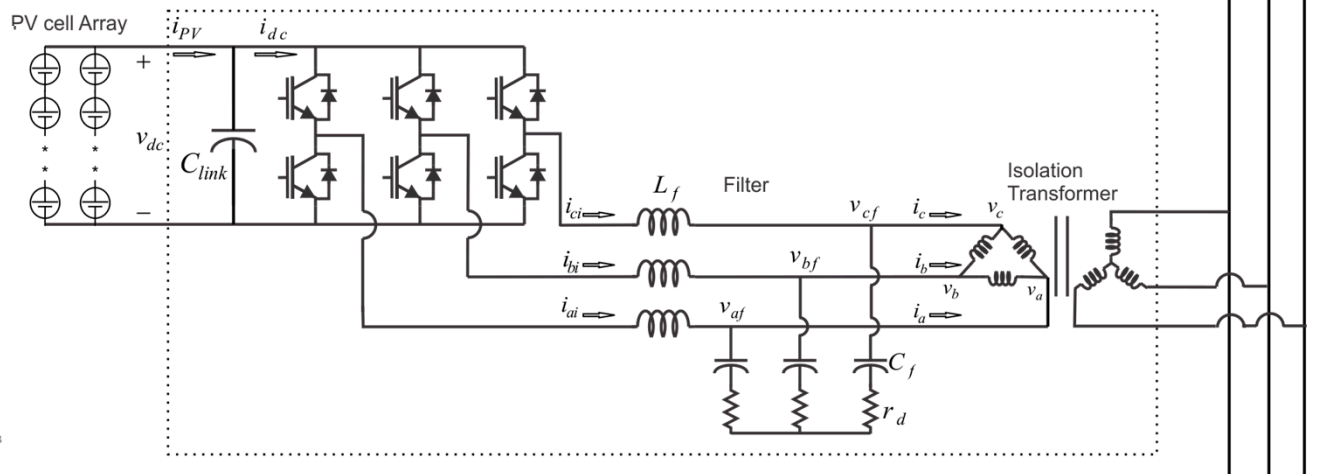 PV cell Array
i_PV
i_dc
+
v_dc
−
C_link
* *
* *
L_f
Filter
Isolation
Transformer
i_ci
v_cf
i_c
v_c
i_bi
v_bf
i_b
v_b
v_a
i_ai
v_af
i_a
C_f
r_d